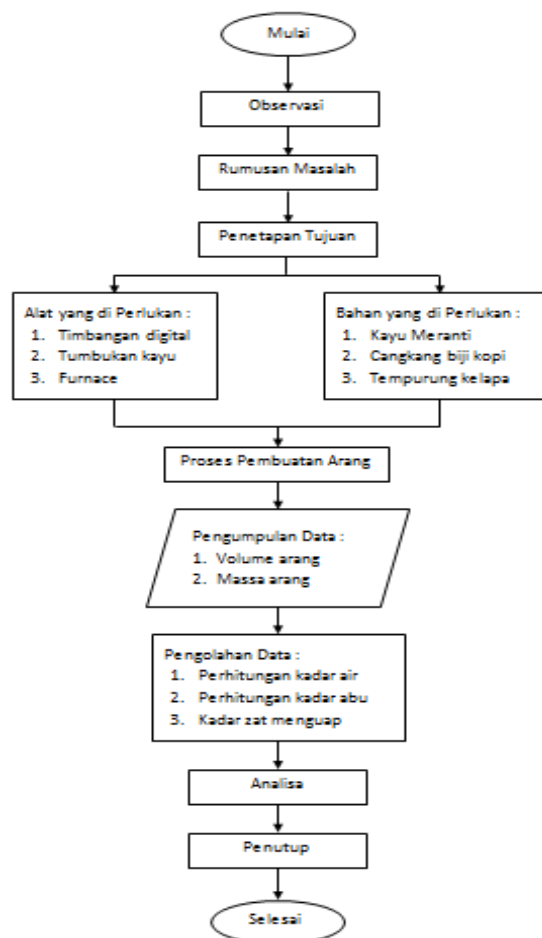 Mulai
Observasi
Rumusan Masalah
Penetapan Tujuan
Alat yang di Perlukan :
1. Timbangan digital
2. Tumbukan kayu
3. Furnace
Bahan yang di Perlukan :
1. Kayu Meranti
2. Cangkang biji kopi
3. Tempurung kelapa
Proses Pembuatan Arang
Pengumpulan Data :
1. Volume arang
2. Massa arang
Pengolahan Data :
1. Perhitungan kadar air
2. Perhitungan kadar abu
3. Kadar zat menguap
Analisa
Penutup
Selesai